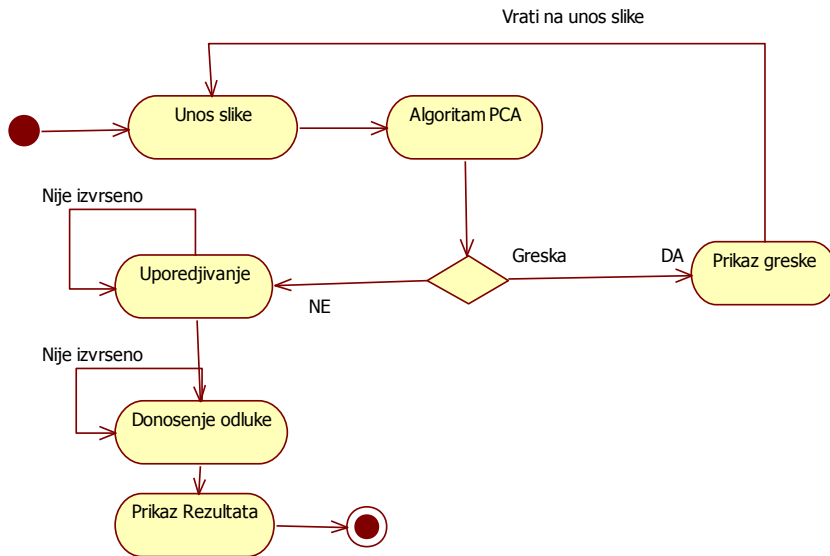 Vrati na unos slike
Unos slike
Algoritam PCA
Nije izvrseno
Uporedjivanje
Greska
DA
Prikaz greske
NE
Nije izvrseno
Donosenje odluke
Prikaz Rezultata